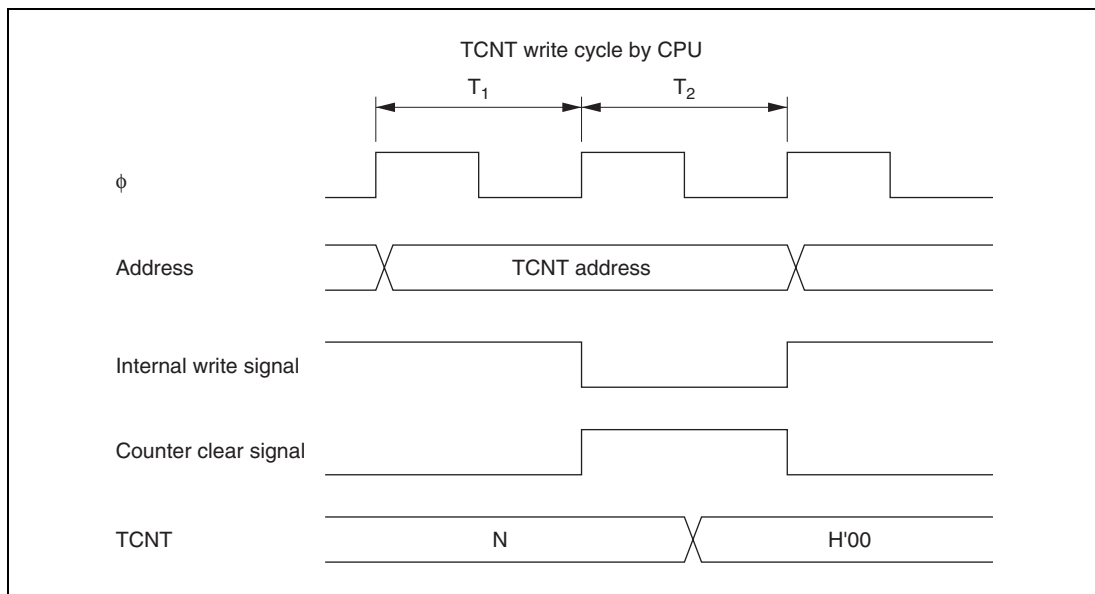 TCNT write cycle by CPU
T₁ T₂
ϕ
Address TCNT address
Internal write signal
Counter clear signal
TCNT N H'00